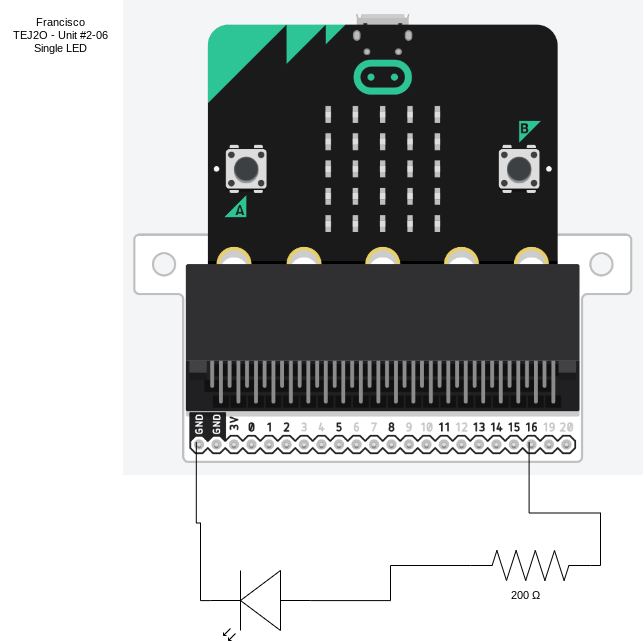 Francisco
TEJ2O - Unit #2-06
Single LED
B
A
GND GND 3V 0 1 2 3 4 5 6 7 8 9 10 11 12 13 14 15 16 19 20
200 Ω